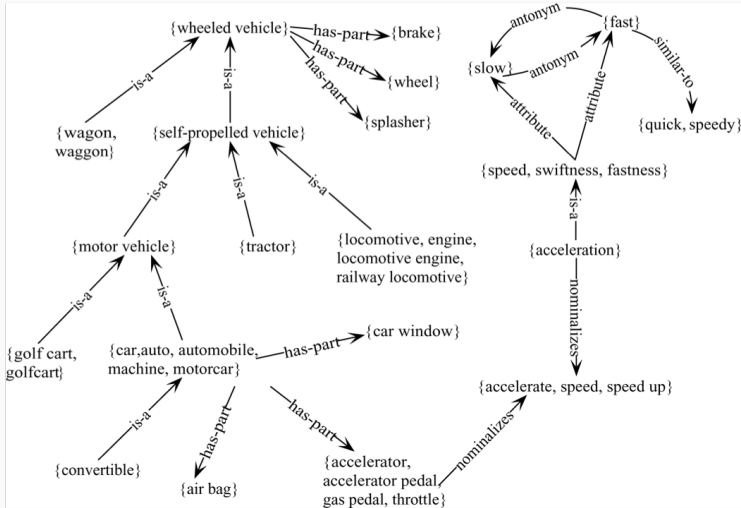 antonym
{wheeled vehicle}
has-part
{brake}
{fast}
has-part
is-a
is-a
has-part
{wheel}
{slow}
antonym
similar-to
attribute
attribute
{splasher}
{quick, speedy}
{wagon,
waggon}
{self-propelled vehicle}
{speed, swiftness, fastness}
is-a
is-a
is-a
is-a
{motor vehicle}
{tractor}
{locomotive, engine,
locomotive engine,
railway locomotive}
{acceleration}
is-a
is-a
nominalizes
{car window}
{golf cart,
golfcart}
{car,auto, automobile,
machine, motorcar}
has-part
{accelerate, speed, speed up}
is-a
has-part
has-part
nominalizes
{convertible}
{air bag}
{accelerator,
accelerator pedal,
gas pedal, throttle}